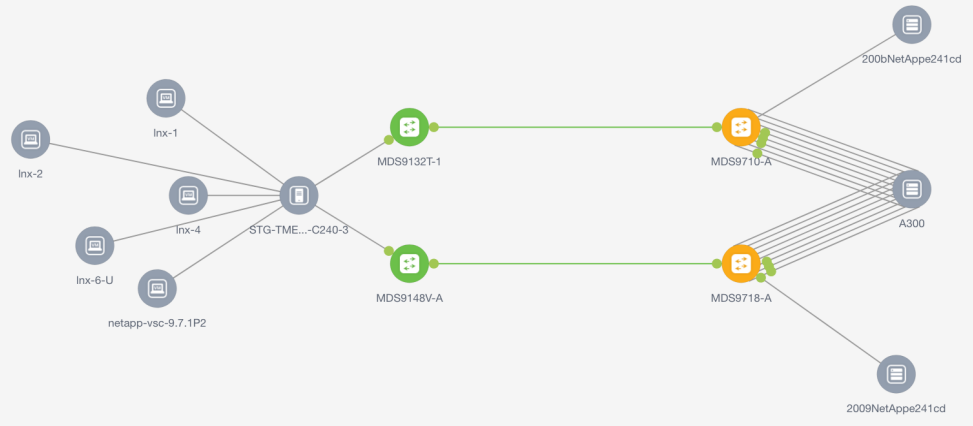 200bNetAppe241cd
lnx-1
MDS9132T-1
MDS9710-A
lnx-2
lnx-4
STG-TME...-C240-3
A300
lnx-6-U
MDS9148V-A
MDS9718-A
netapp-vsc-9.7.1P2
2009NetAppe241cd